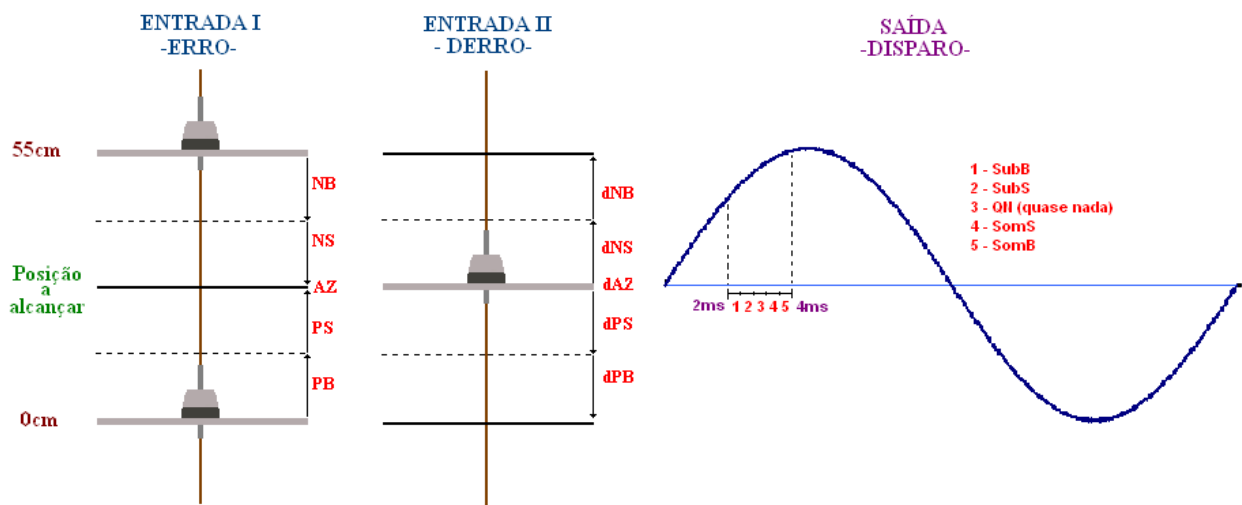 ENTRADA I
-ERRO-
55cm
NB
NS
Posição
a
alcançar
AZ
PS
PB
0cm
ENTRADA II
- DERRO-
dNB
dNS
dAZ
dPS
dPB
SAÍDA
-DISPARO-
1 - SubB
2 - SubS
3 - QN (quase nada)
4 - SomS
5 - SomB
2ms 1 2 3 4 5 4ms